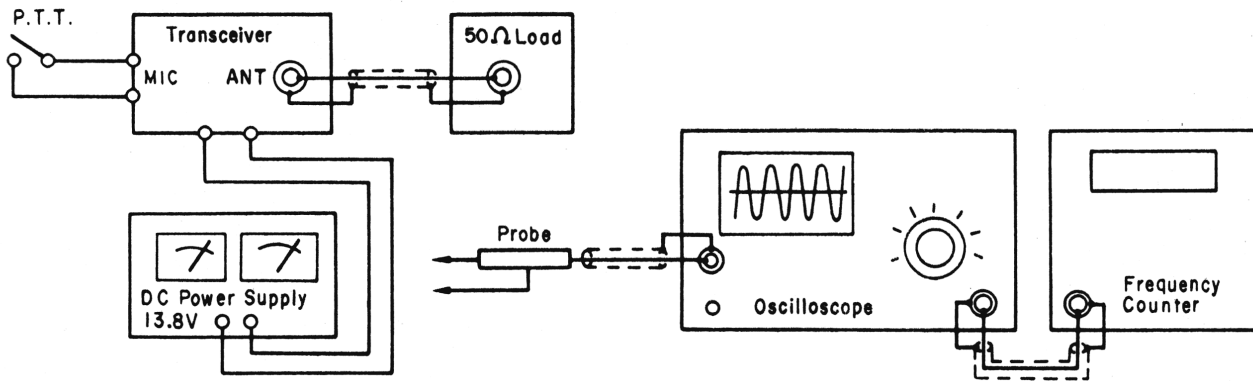 P.T.T.
Transceiver
MIC
ANT
50Ω Load
DC Power Supply
13.8V
Probe
Oscilloscope
Frequency
Counter